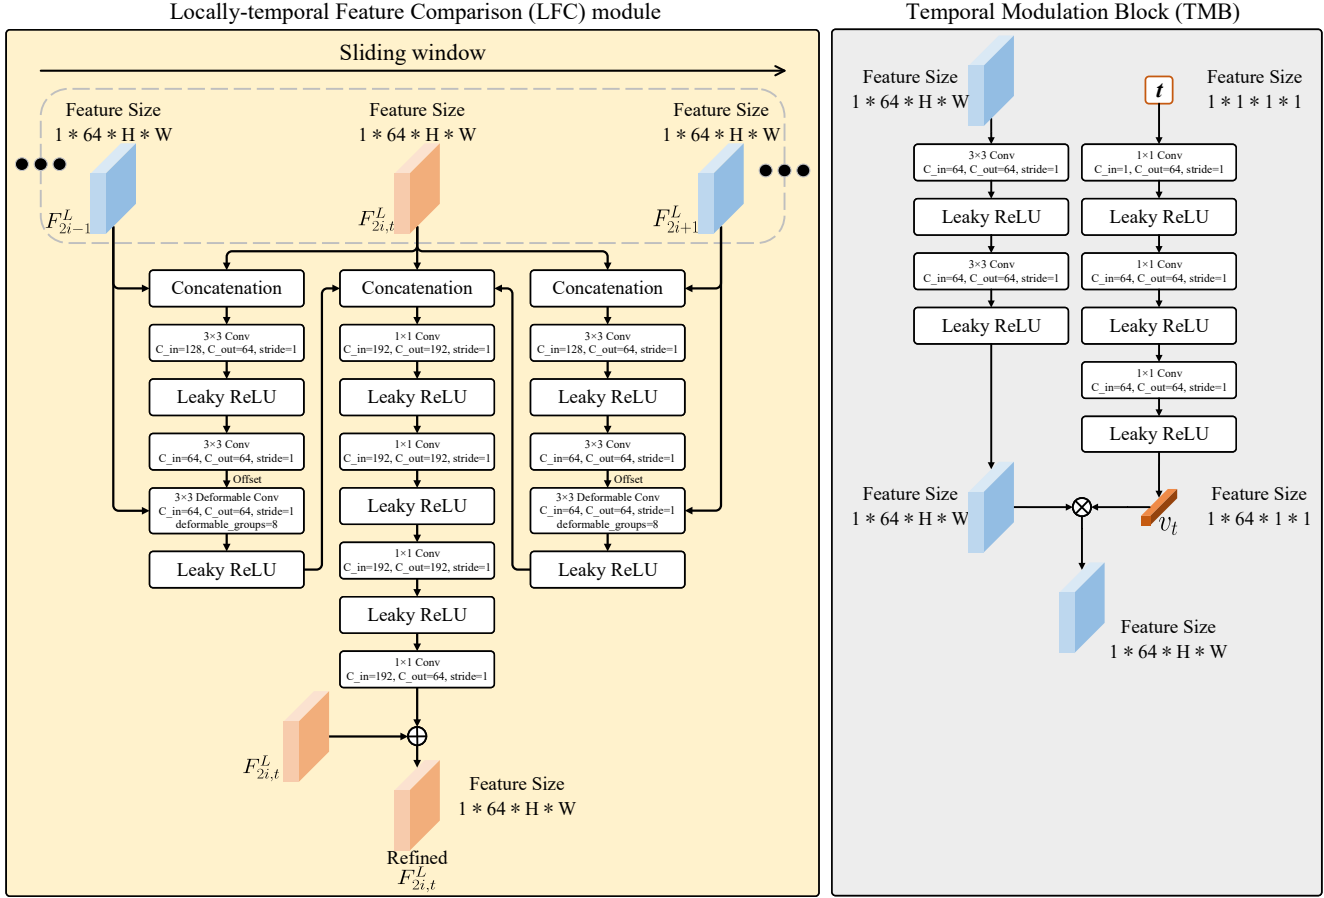 Locally-temporal Feature Comparison (LFC) module
Sliding window
Feature Size
1 * 64 * H * W
Feature Size
1 * 64 * H * W
Feature Size
1 * 64 * H * W
F^L_{2i-1}
F^L_{2i,t}
F^L_{2i+1}
Concatenation
3×3 Conv
C_in=128, C_out=64, stride=1
Leaky ReLU
3×3 Conv
C_in=64, C_out=64, stride=1
Offset
3×3 Deformable Conv
C_in=64, C_out=64, stride=1
deformable_groups=8
Leaky ReLU
Concatenation
1×1 Conv
C_in=192, C_out=192, stride=1
Leaky ReLU
1×1 Conv
C_in=192, C_out=192, stride=1
Leaky ReLU
1×1 Conv
C_in=192, C_out=192, stride=1
Leaky ReLU
1×1 Conv
C_in=192, C_out=64, stride=1
Concatenation
3×3 Conv
C_in=128, C_out=64, stride=1
Leaky ReLU
3×3 Conv
C_in=64, C_out=64, stride=1
Offset
3×3 Deformable Conv
C_in=64, C_out=64, stride=1
deformable_groups=8
Leaky ReLU
F^L_{2i,t}
Feature Size
1 * 64 * H * W
Refined
F^L_{2i,t}
Temporal Modulation Block (TMB)
Feature Size
1 * 64 * H * W
t
Feature Size
1 * 1 * 1 * 1
3×3 Conv
C_in=64, C_out=64, stride=1
Leaky ReLU
3×3 Conv
C_in=64, C_out=64, stride=1
Leaky ReLU
1×1 Conv
C_in=1, C_out=64, stride=1
Leaky ReLU
1×1 Conv
C_in=64, C_out=64, stride=1
Leaky ReLU
1×1 Conv
C_in=64, C_out=64, stride=1
Leaky ReLU
Feature Size
1 * 64 * H * W
v_t
Feature Size
1 * 64 * 1 * 1
Feature Size
1 * 64 * H * W